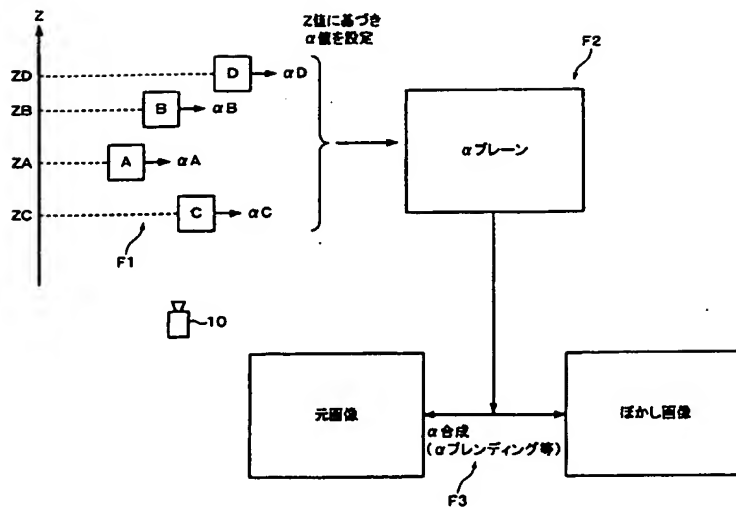 Z
Z値に基づき
α値を設定
ZD
D
αD
ZB
B
αB
ZA
A
αA
ZC
C
αC
F1
10
F2
αプレーン
元画像
ぼかし画像
α合成
(αブレンディング等)
F3